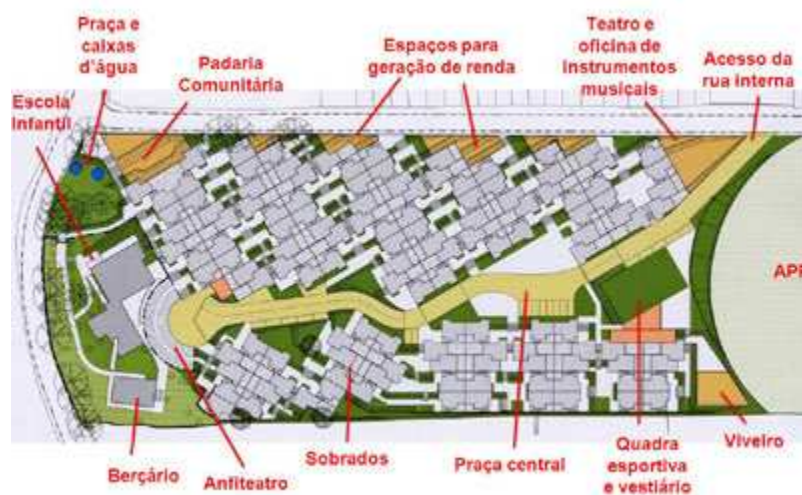 Praça e
caixas
d'água
Padaria
Comunitária
Espaços para
geração de renda
Teatro e
oficina de
instrumentos
musicais
Acesso da
rua interna
Escola
Infantil
Berçário
Anfiteatro
Sobrados
Praça central
Quadra
esportiva
e vestiário
Viveiro